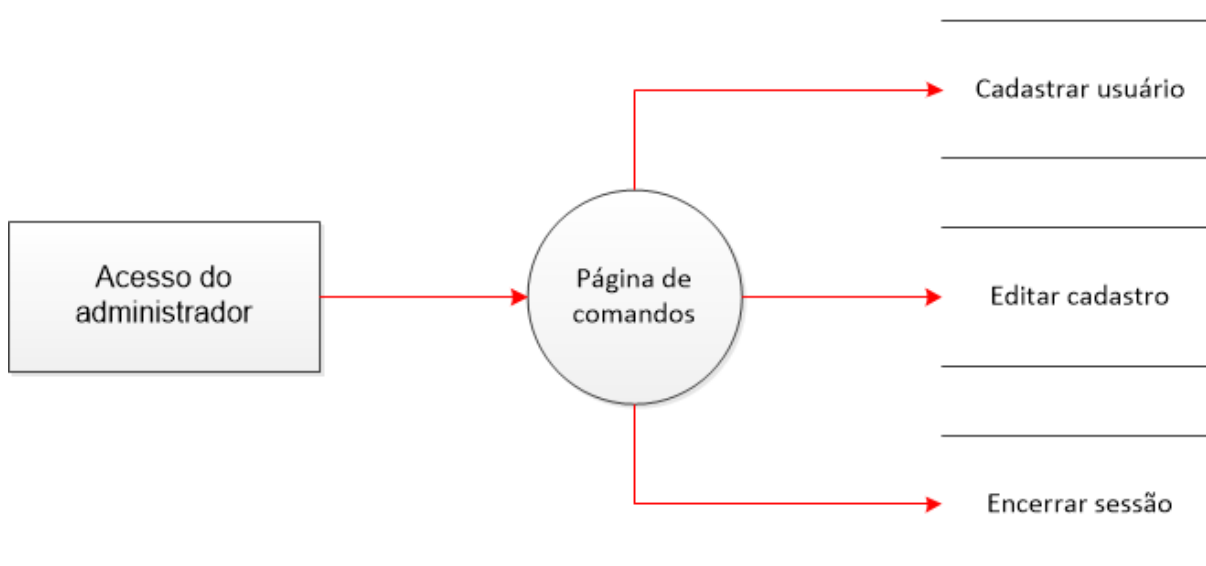 Cadastrar usuário
Acesso do
administrador
Página de
comandos
Editar cadastro
Encerrar sessão